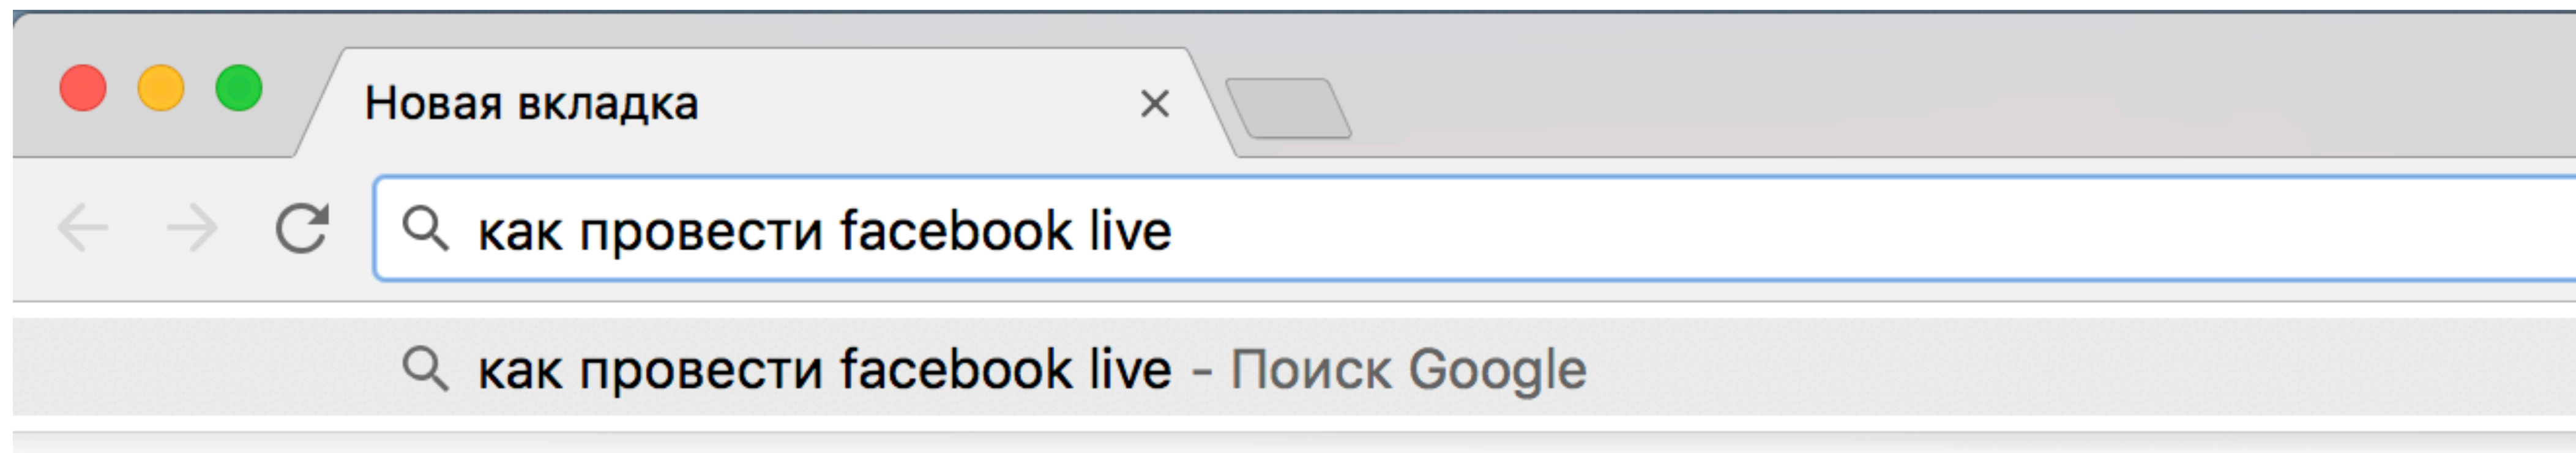 Новая вкладка
как провести facebook live
как провести facebook live - Поиск Google